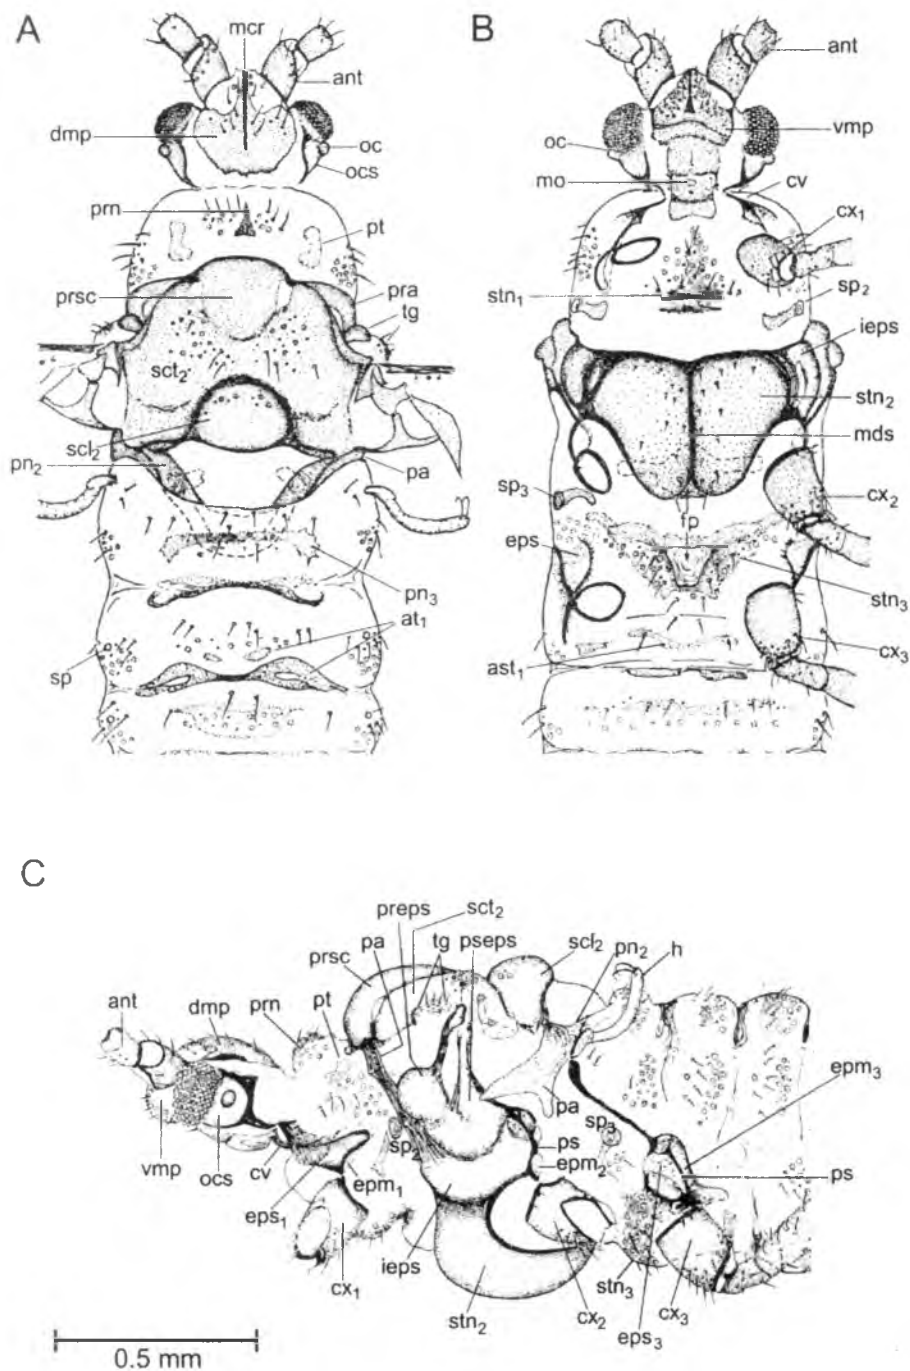 A
mcr
ant
dmp
oc
ocs
prn
pt
prsc
pra
tg
sct2
scl2
pn2
pa
pn3
at1
sp
B
ant
vmp
oc
mo
cv
cx1
stn1
sp2
ieps
stn2
mds
sp3
cx2
fp
eps
stn3
ast1
cx3
C
preps
sct2
pa
tg
pseps
prsc
scl2
pn2
h
ant
dmp
prn
pt
epm3
pa
sp2
sp3
ps
vmp
ocs
cv
epm2
ps
eps1
epm1
ieps
cx1
stn2
cx2
stn3
cx3
eps3
0.5 mm